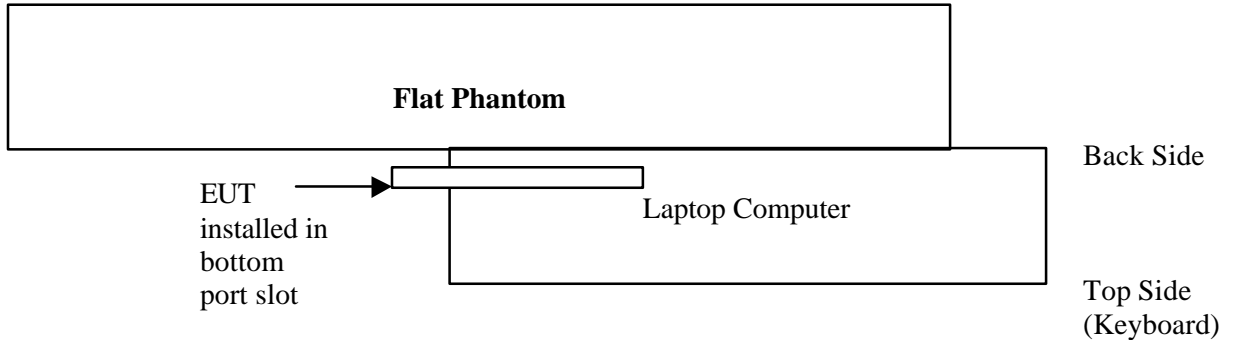 Flat Phantom
Back Side
EUT
installed in
bottom
port slot
Laptop Computer
Top Side
(Keyboard)